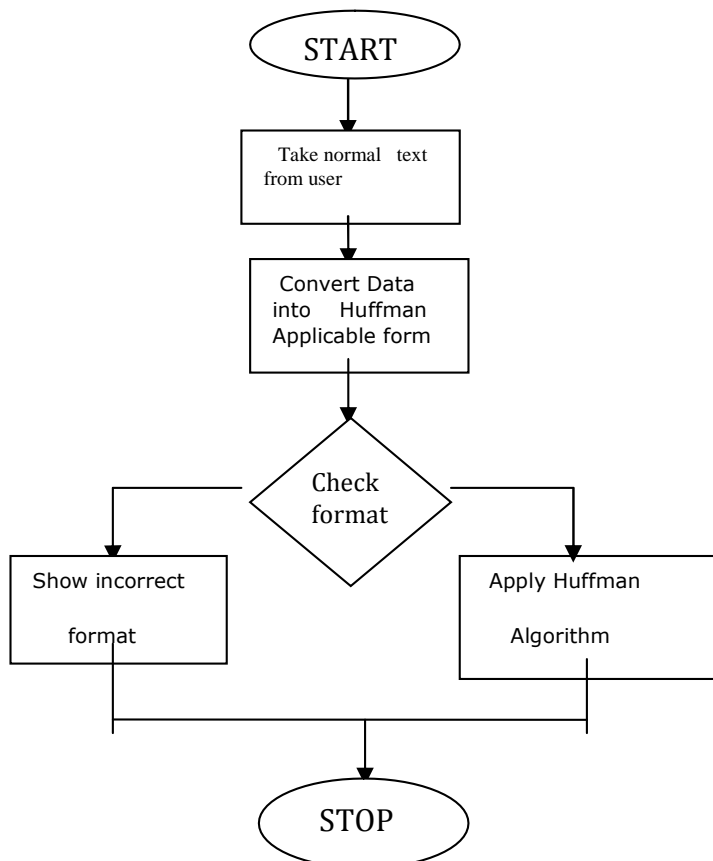 START
Take normal text
from user
Convert Data
into Huffman
Applicable form
Check
format
Show incorrect
format
Apply Huffman
Algorithm
STOP